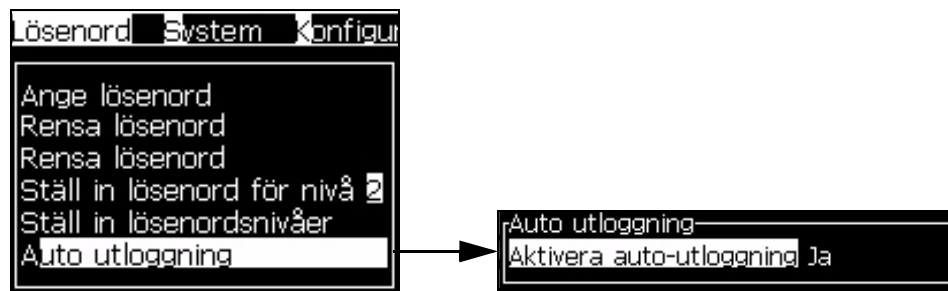 Lösenord System Konfigur
Ange lösenord
Rensa lösenord
Rensa lösenord
Ställ in lösenord för nivå 2
Ställ in lösenordsnivåer
Auto utloggning
Auto utloggning
Aktivera auto-utloggning Ja